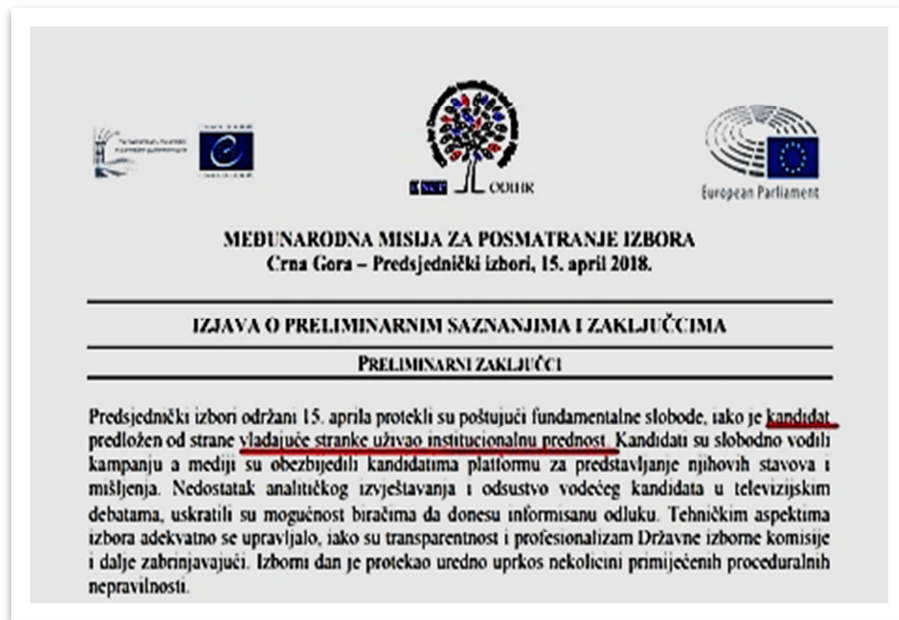 ODIHR
European Parliament
MEĐUNARODNA MISIJA ZA POSMATRANJE IZBORA
Crna Gora – Predsjednički izbori, 15. april 2018.
IZJAVA O PRELIMINARNIM SAZNANJIMA I ZAKLJUČCIMA
PRELIMINARNI ZAKLJUČCI
Predsjednički izbori održani 15. aprila protekli su poštujući fundamentalne slobode, iako je kandidat
predložen od strane vladajuće stranke uživao institucionalnu prednost. Kandidati su slobodno vodili
kampanju a mediji su obezbijedili kandidatima platformu za predstavljanje njihovih stavova i
mišljenja. Nedostatak analitičkog izvještavanja i odsustvo vodećeg kandidata u televizijskim
debatama, uskratili su mogućnost biračima da donesu informisanu odluku. Tehničkim aspektima
izbora adekvatno se upravljalo, iako su transparentnost i profesionalizam Državne izborne komisije
i dalje zabrinjavajući. Izborni dan je protekao uredno uprkos nekolicini primijećenih proceduralnih
nepravilnosti.